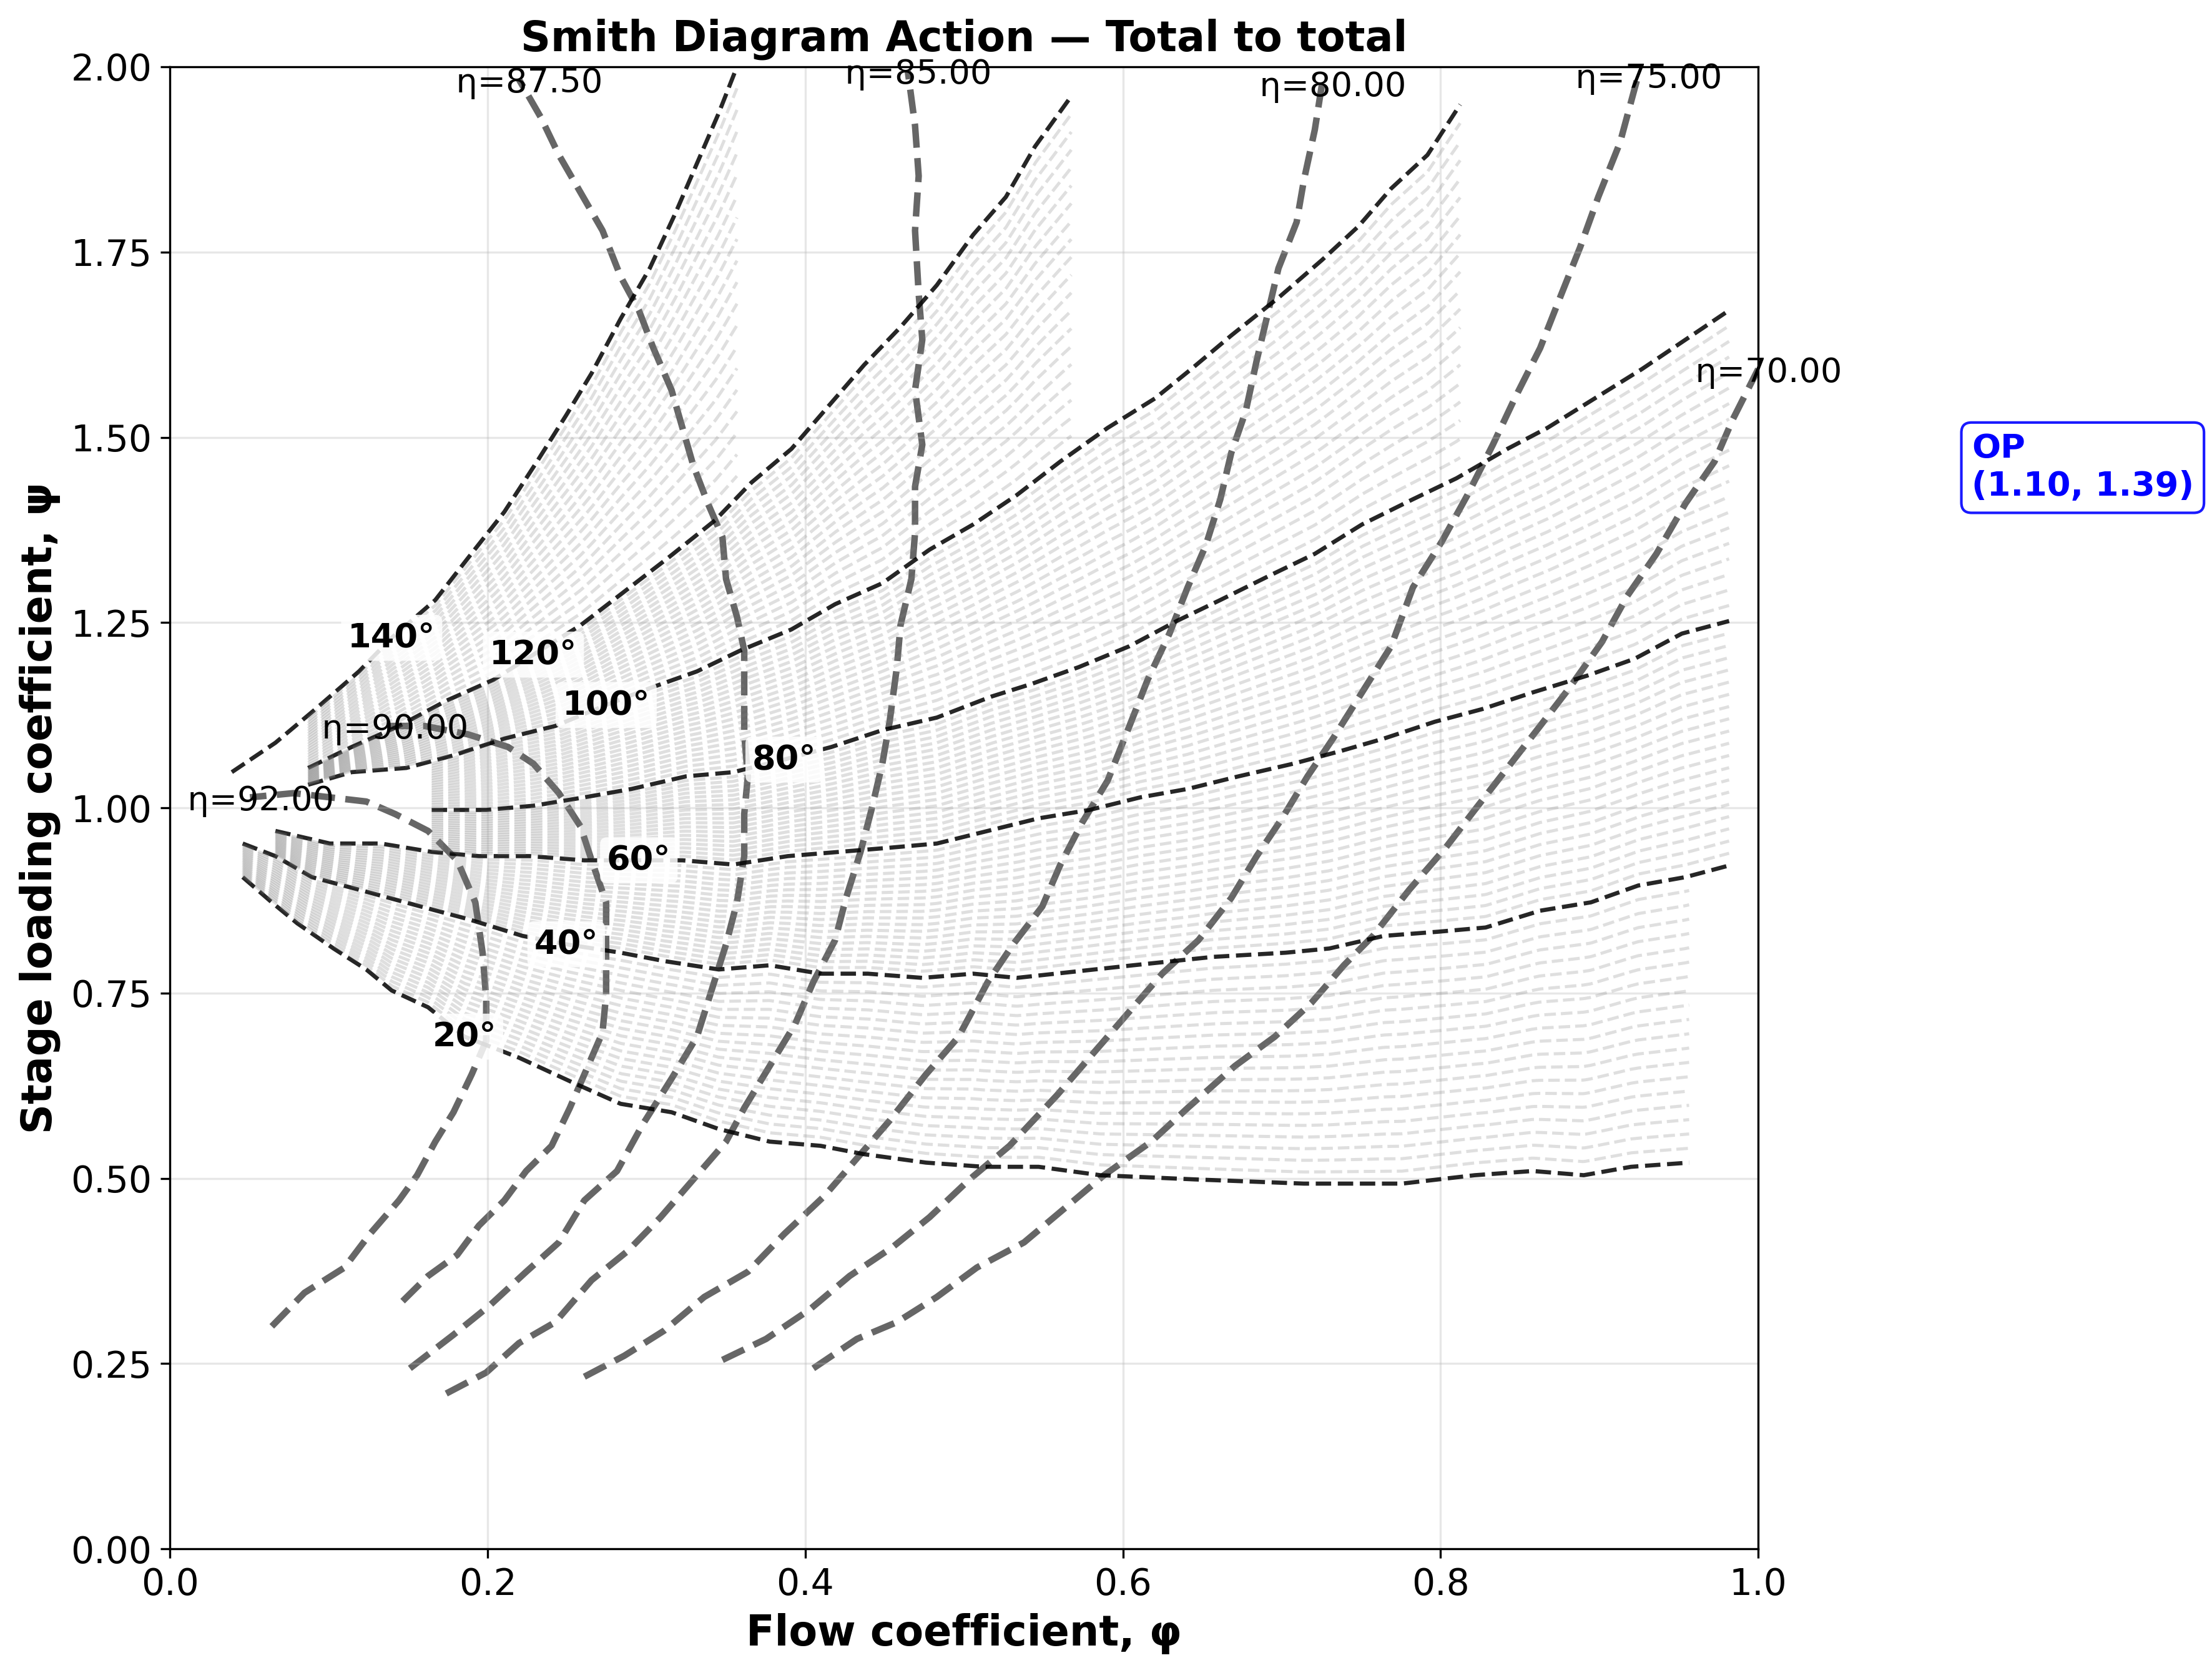 Smith Diagram Action — Total to total
2.00
1.75
1.50
1.25
1.00
0.75
0.50
0.25
0.00
Stage loading coefficient, ψ
η=87.50
η=85.00
η=80.00
η=75.00
η=70.00
OP
(1.10, 1.39)
140°
120°
100°
η=90.00
80°
η=92.00
60°
40°
20°
0.0
0.2
0.4
0.6
0.8
1.0
Flow coefficient, φ